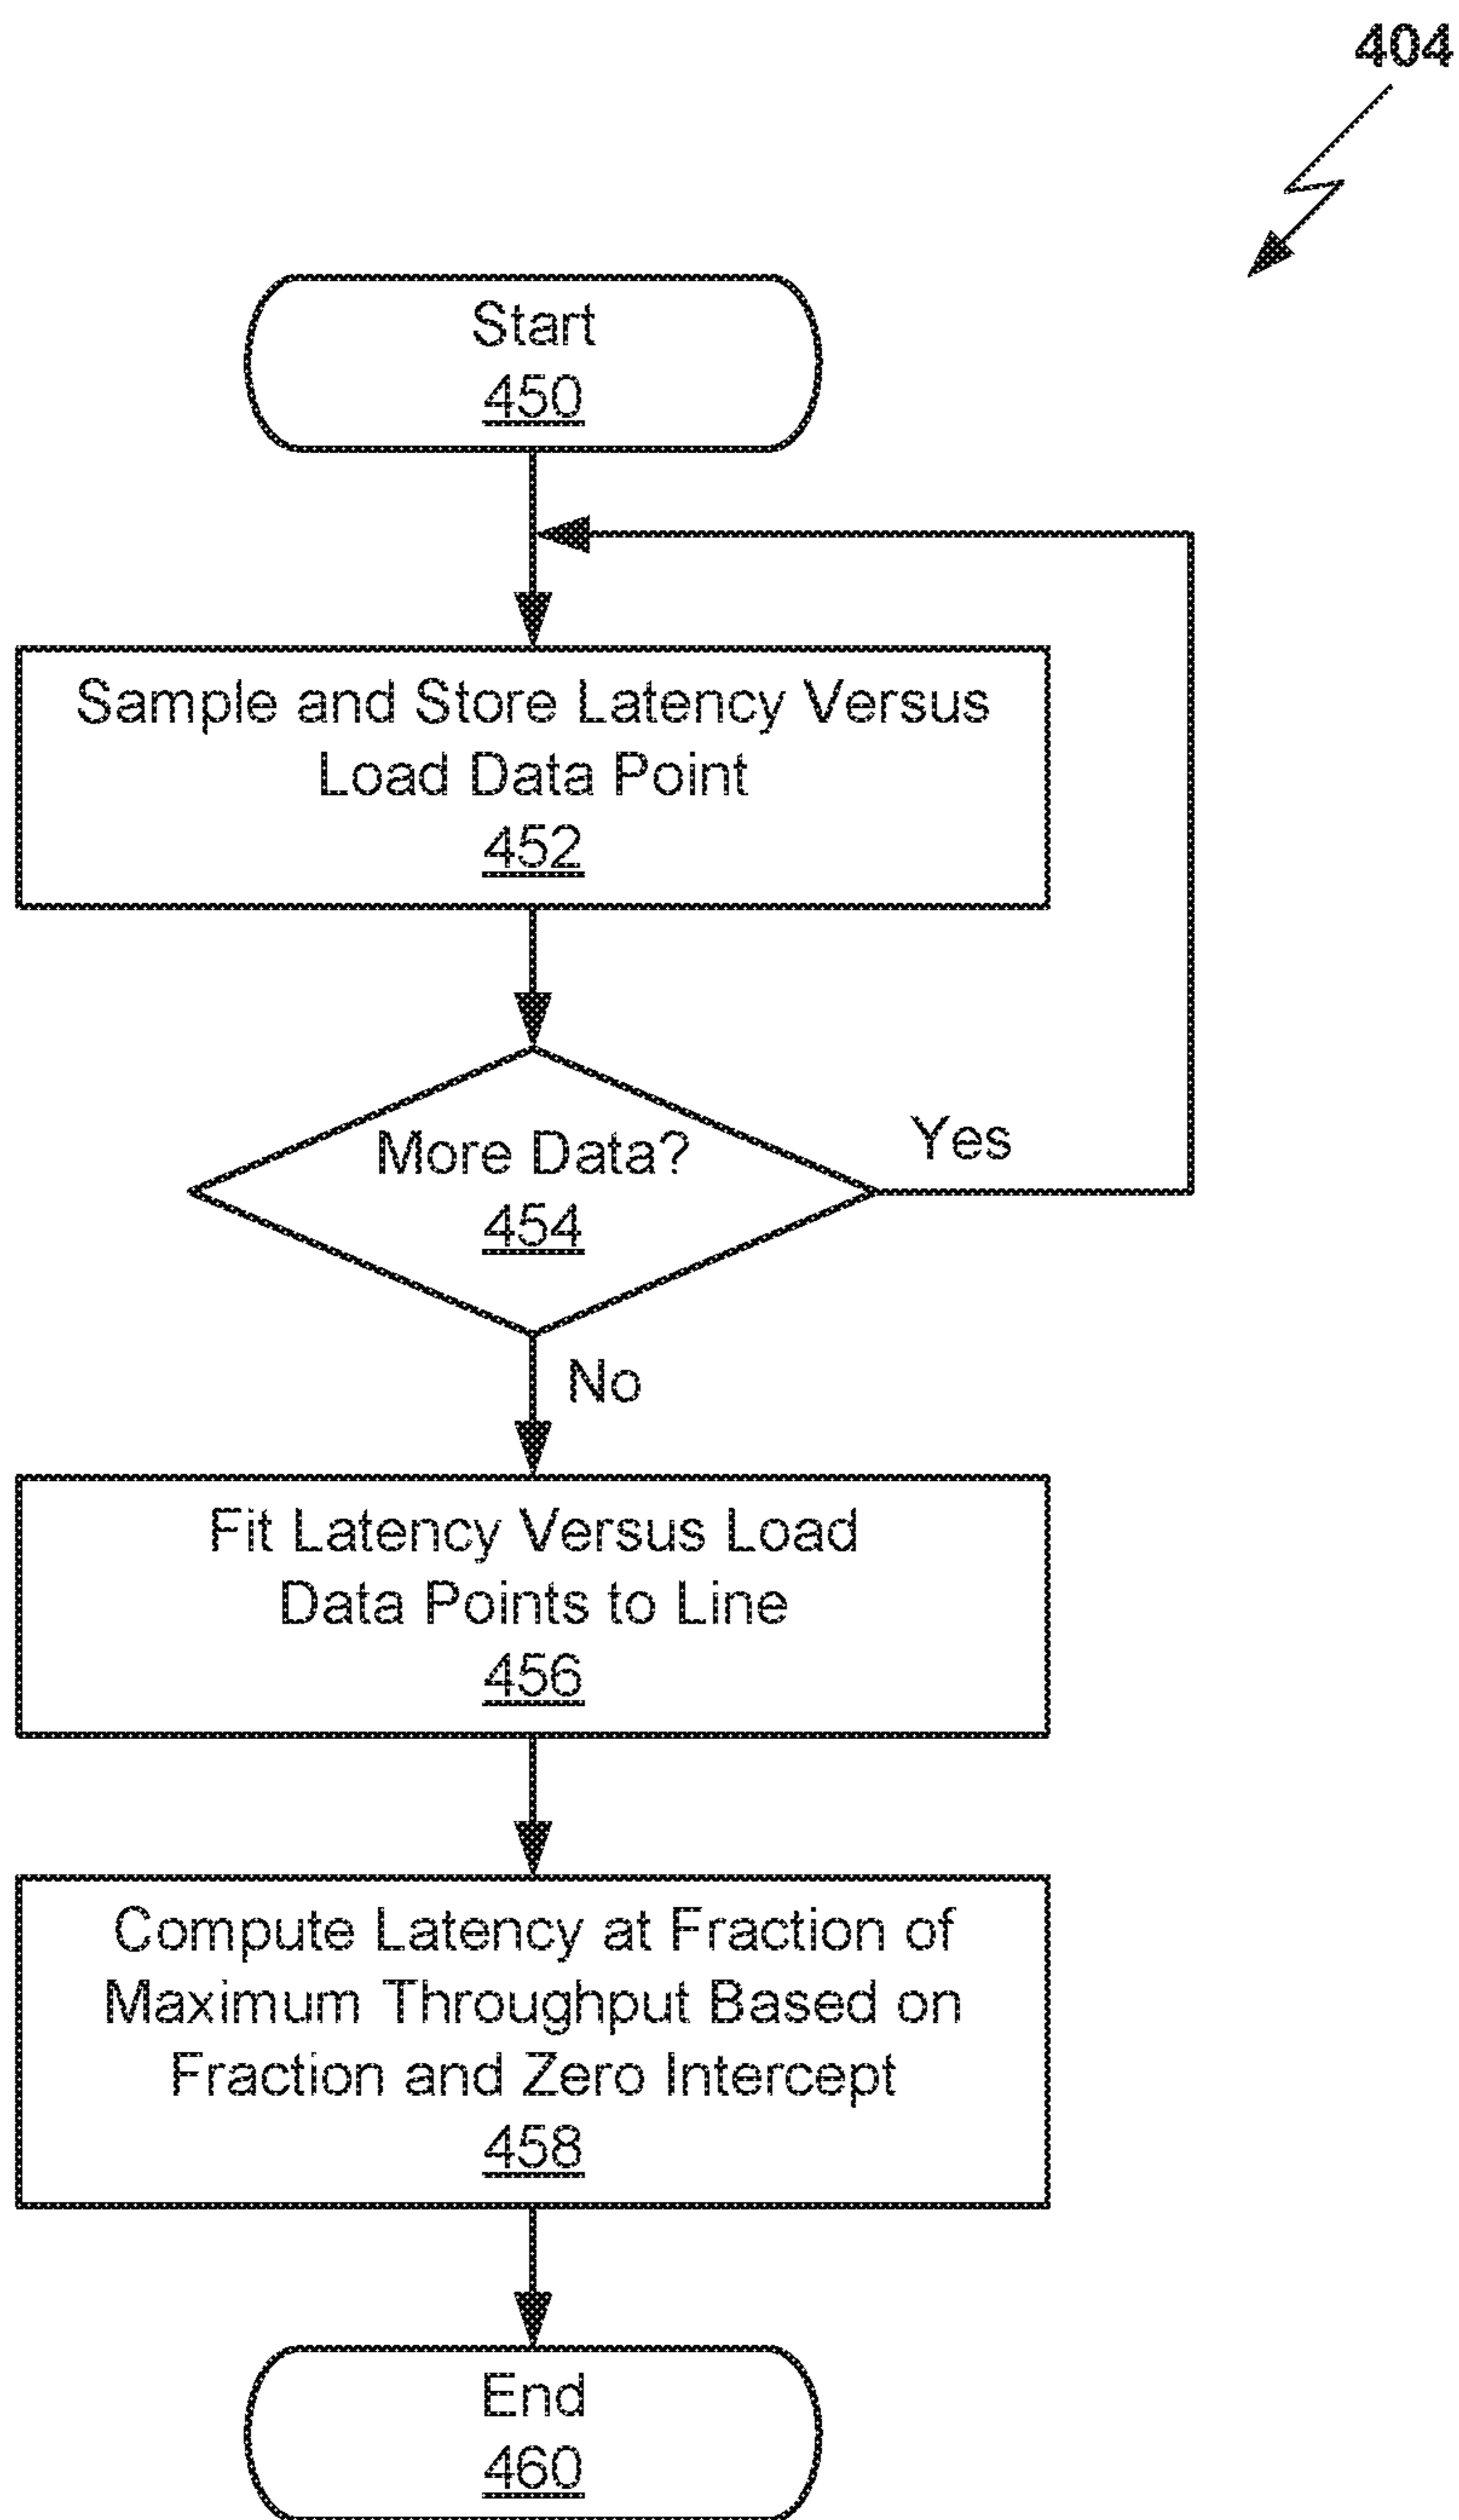 404
Start
450
Sample and Store Latency Versus
Load Data Point
452
More Data?
454
Yes
No
Fit Latency Versus Load
Data Points to Line
456
Compute Latency at Fraction of
Maximum Throughput Based on
Fraction and Zero Intercept
458
End
460